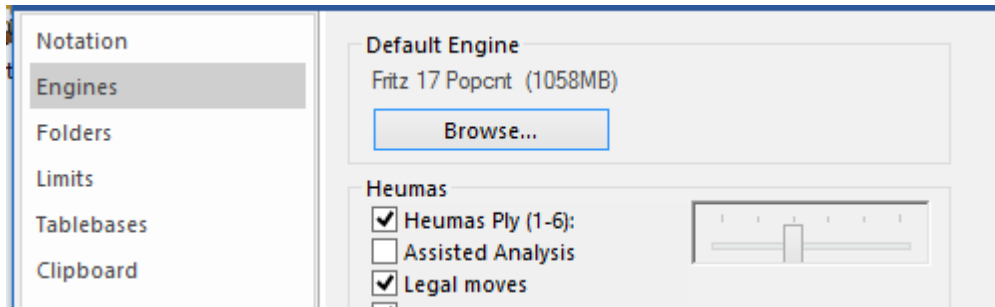 Notation
Engines
Folders
Limits
Tablebases
Clipboard
Default Engine
Fritz 17 Popcnt (1058MB)
Browse...
Heumas
Heumas Ply (1-6):
Assisted Analysis
Legal moves